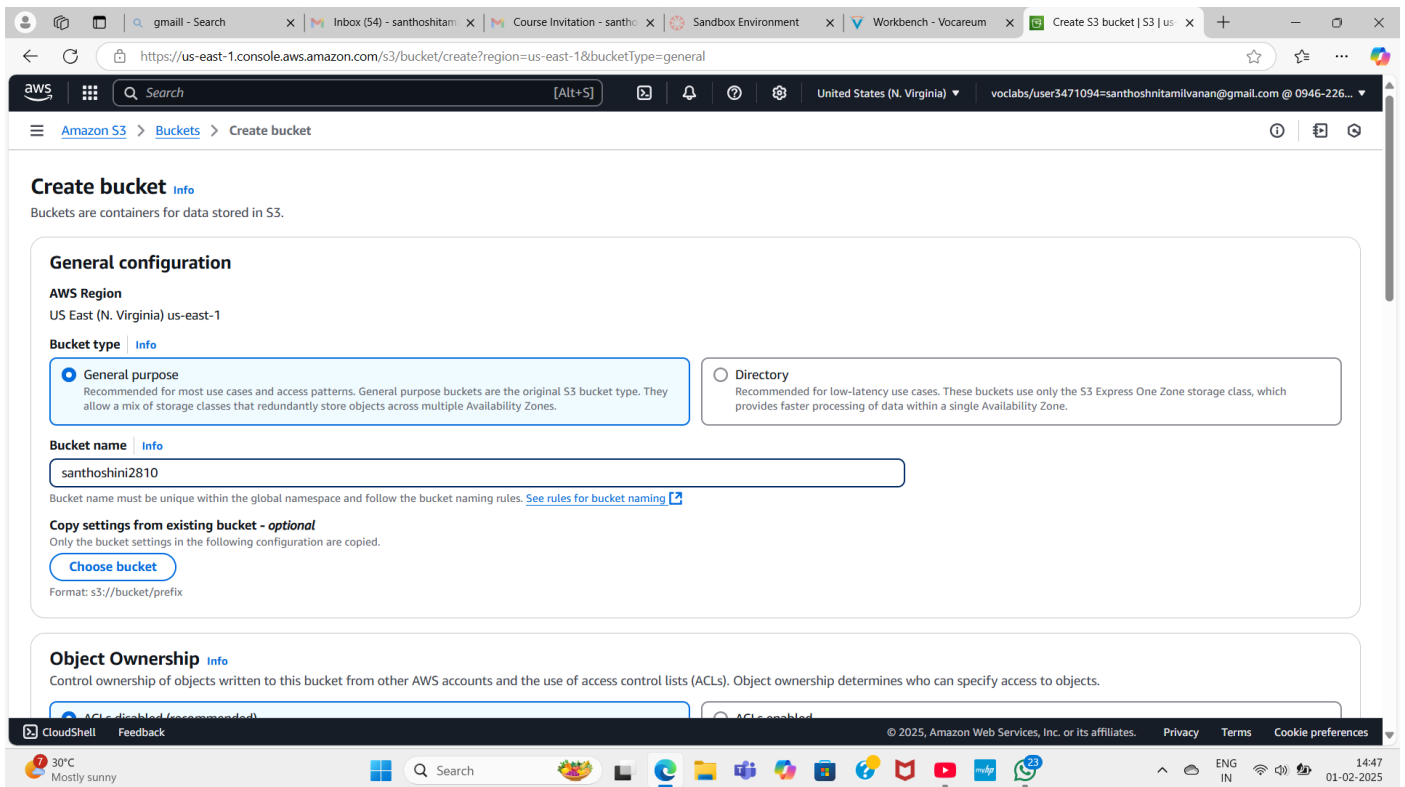 gmaill - Search
Inbox (54) - santhoshitam
Course Invitation - santho
Sandbox Environment
Workbench - Vocareum
Create S3 bucket | S3 | us-
https://us-east-1.console.aws.amazon.com/s3/bucket/create?region=us-east-1&bucketType=general
aws
Search
[Alt+S]
United States (N. Virginia)
voclabs/user3471094=santhoshnitamilvanan@gmail.com @ 0946-226...
Amazon S3 > Buckets > Create bucket
Create bucket Info
Buckets are containers for data stored in S3.
General configuration
AWS Region
US East (N. Virginia) us-east-1
Bucket type Info
General purpose
Recommended for most use cases and access patterns. General purpose buckets are the original S3 bucket type. They
allow a mix of storage classes that redundantly store objects across multiple Availability Zones.
Directory
Recommended for low-latency use cases. These buckets use only the S3 Express One Zone storage class, which
provides faster processing of data within a single Availability Zone.
Bucket name Info
santhoshini2810
Bucket name must be unique within the global namespace and follow the bucket naming rules. See rules for bucket naming
Copy settings from existing bucket - optional
Only the bucket settings in the following configuration are copied.
Choose bucket
Format: s3://bucket/prefix
Object Ownership Info
Control ownership of objects written to this bucket from other AWS accounts and the use of access control lists (ACLs). Object ownership determines who can specify access to objects.
ACLs disabled (recommended)
ACLs enabled
CloudShell Feedback
© 2025, Amazon Web Services, Inc. or its affiliates. Privacy Terms Cookie preferences
7
30°C
Mostly sunny
Search
myhp
23
ENG
IN
14:47
01-02-2025